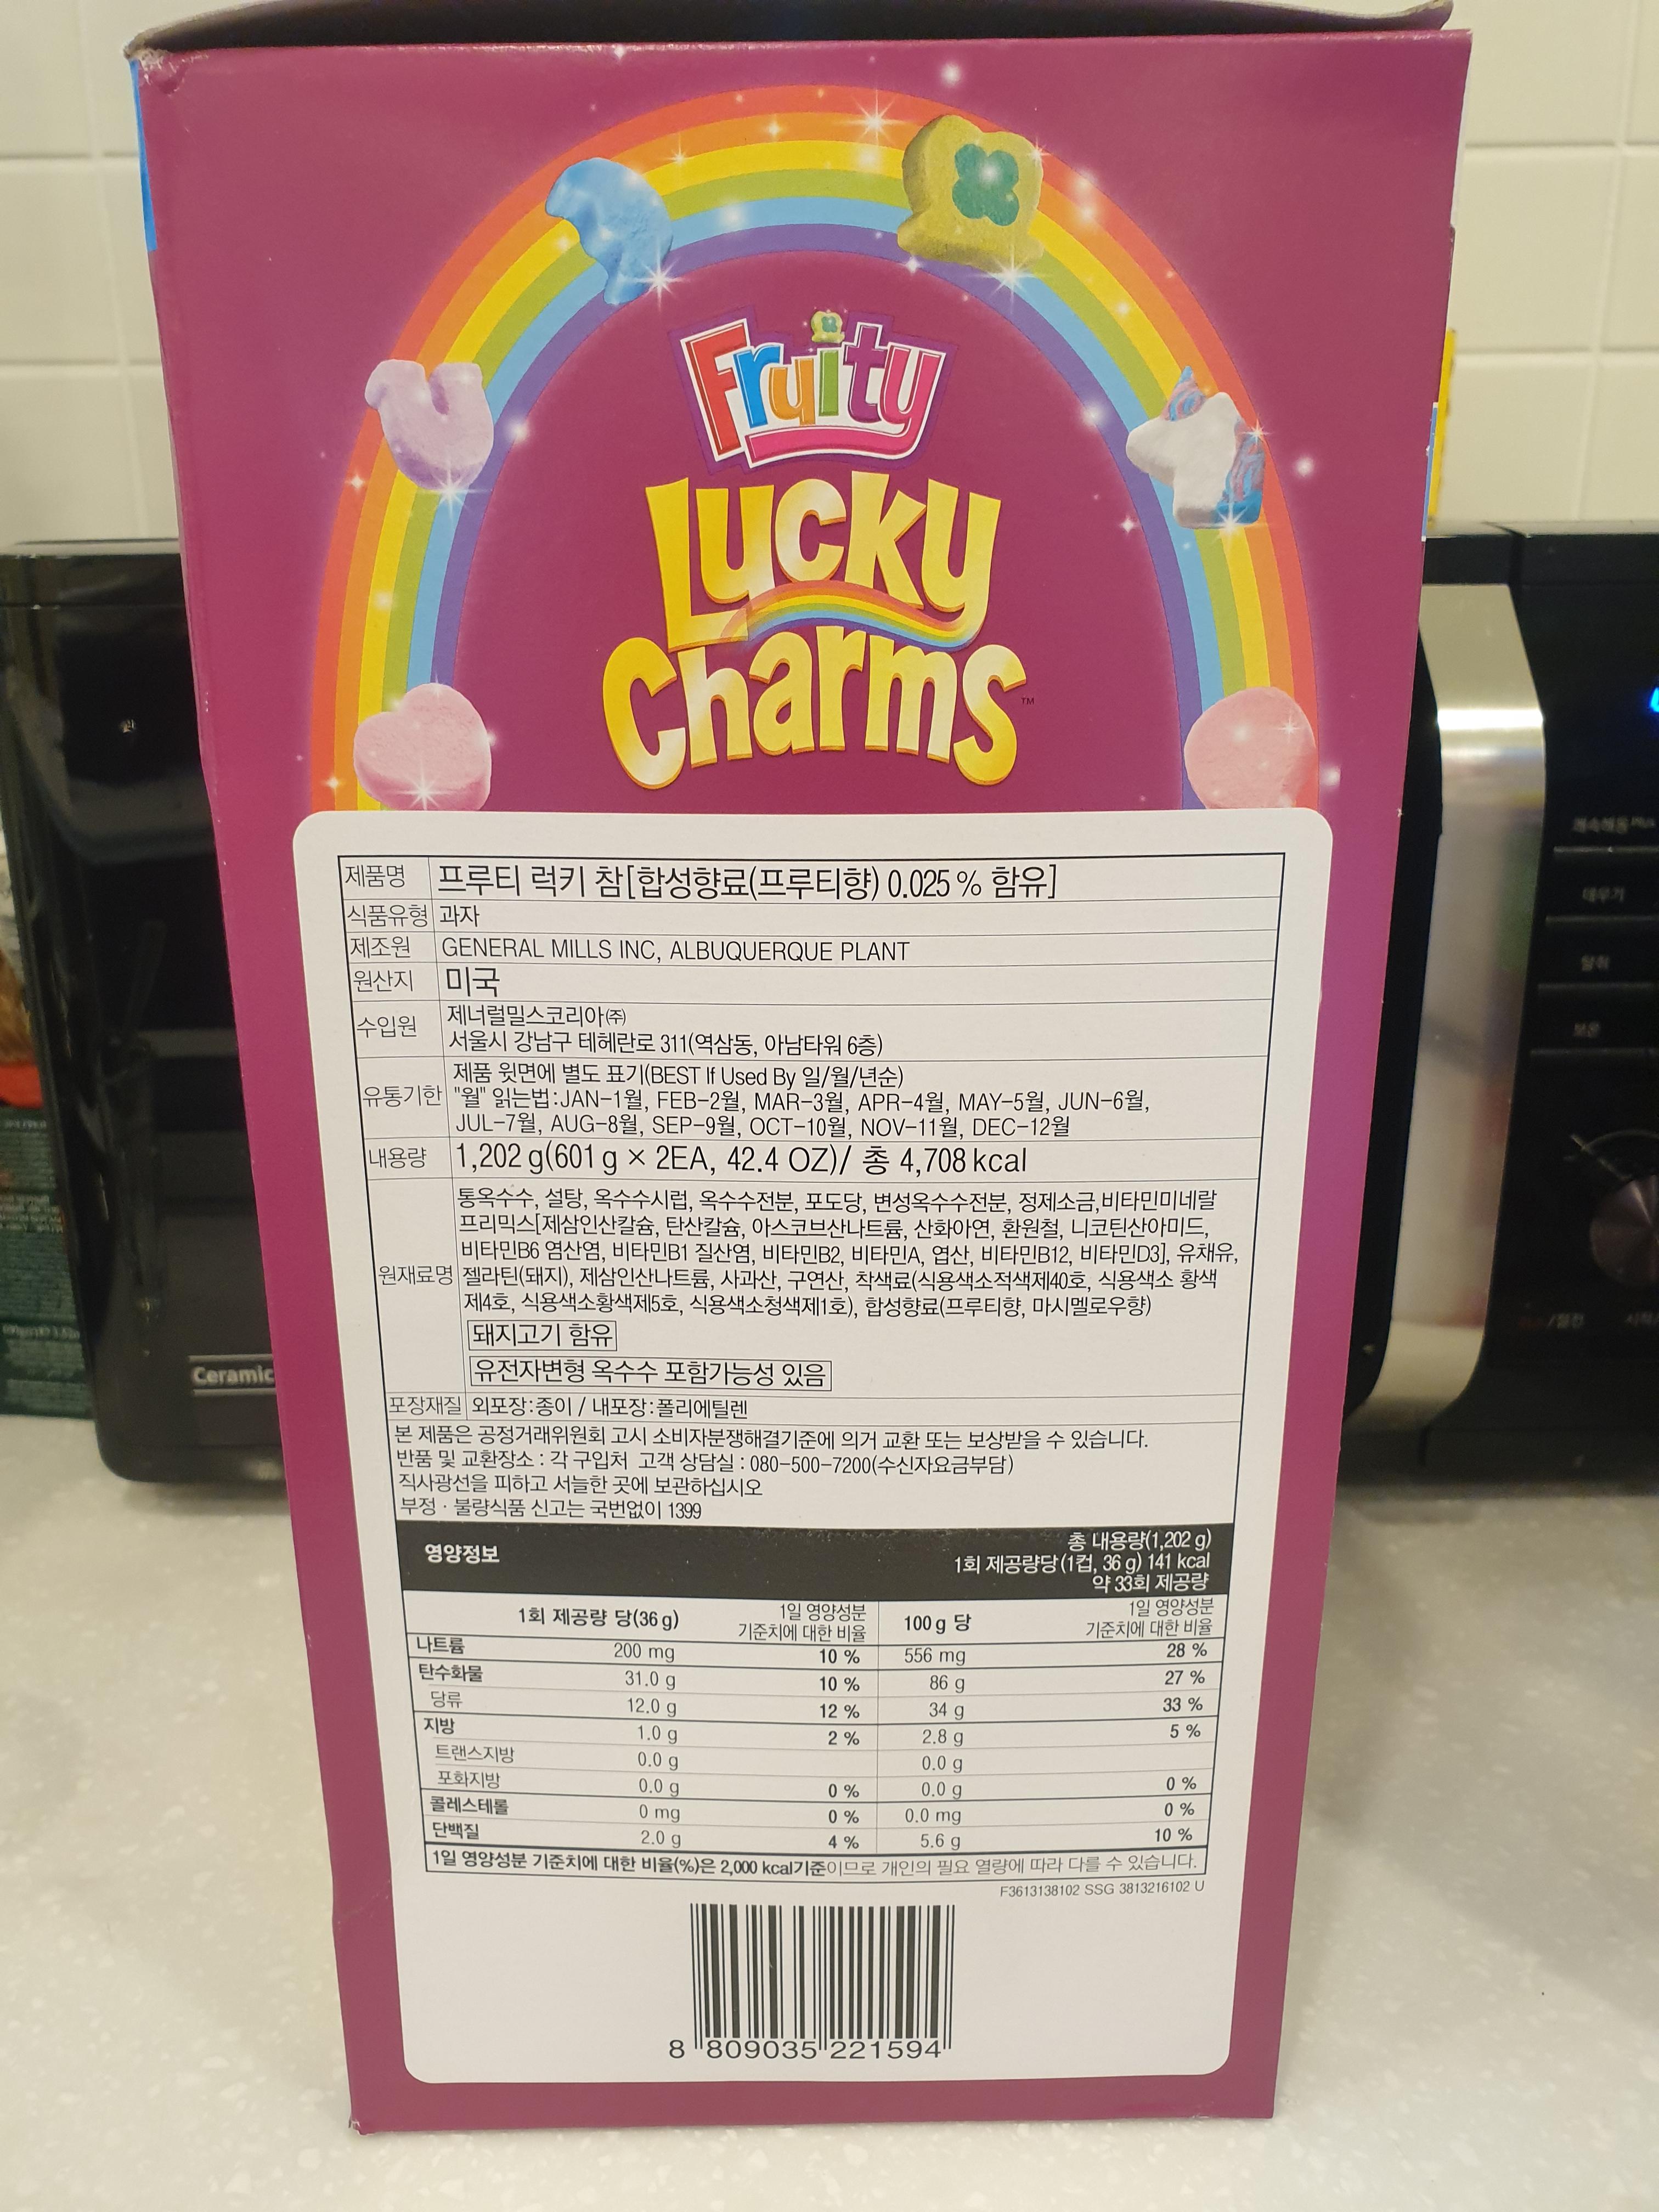 Fruity
Lucky
Charms™
제품명 프루티 럭키 참[합성향료(프루티향) 0.025 % 함유]
식품유형 과자
제조원 GENERAL MILLS INC, ALBUQUERQUE PLANT
원산지 미국
수입원 제너럴밀스코리아㈜
서울시 강남구 테헤란로 311(역삼동, 아남타워 6층)
유통기한 제품 윗면에 별도 표기(BEST If Used By 일/월/년순)
"월" 읽는법:JAN-1월, FEB-2월, MAR-3월, APR-4월, MAY-5월, JUN-6월,
JUL-7월, AUG-8월, SEP-9월, OCT-10월, NOV-11월, DEC-12월
내용량 1,202 g(601 g × 2EA, 42.4 OZ)/ 총 4,708 kcal
원재료명 통옥수수, 설탕, 옥수수시럽, 옥수수전분, 포도당, 변성옥수수전분, 정제소금,비타민미네랄
프리믹스[제삼인산칼슘, 탄산칼슘, 아스코브산나트륨, 산화아연, 환원철, 니코틴산아미드,
비타민B6 염산염, 비타민B1 질산염, 비타민B2, 비타민A, 엽산, 비타민B12, 비타민D3], 유채유,
젤라틴(돼지), 제삼인산나트륨, 사과산, 구연산, 착색료(식용색소적색제40호, 식용색소 황색
제4호, 식용색소황색제5호, 식용색소청색제1호), 합성향료(프루티향, 마시멜로우향)
돼지고기 함유
유전자변형 옥수수 포함가능성 있음
포장재질 외포장:종이 / 내포장:폴리에틸렌
본 제품은 공정거래위원회 고시 소비자분쟁해결기준에 의거 교환 또는 보상받을 수 있습니다.
반품 및 교환장소 : 각 구입처 고객 상담실 : 080-500-7200(수신자요금부담)
직사광선을 피하고 서늘한 곳에 보관하십시오
부정 · 불량식품 신고는 국번없이 1399
영양정보
총 내용량(1,202 g)
1회 제공량당(1컵, 36 g) 141 kcal
약 33회 제공량
1회 제공량 당(36 g) 1일 영양성분 기준치에 대한 비율 100 g 당 1일 영양성분 기준치에 대한 비율
나트륨 200 mg 10 % 556 mg 28 %
탄수화물 31.0 g 10 % 86 g 27 %
당류 12.0 g 12 % 34 g 33 %
지방 1.0 g 2 % 2.8 g 5 %
트랜스지방 0.0 g 0.0 g
포화지방 0.0 g 0 % 0.0 g 0 %
콜레스테롤 0 mg 0 % 0.0 mg 0 %
단백질 2.0 g 4 % 5.6 g 10 %
1일 영양성분 기준치에 대한 비율(%)은 2,000 kcal기준이므로 개인의 필요 열량에 따라 다를 수 있습니다.
F3613138102 SSG 3813216102 U
8 809035 221594
Ceramic
데우기
탈취
보온